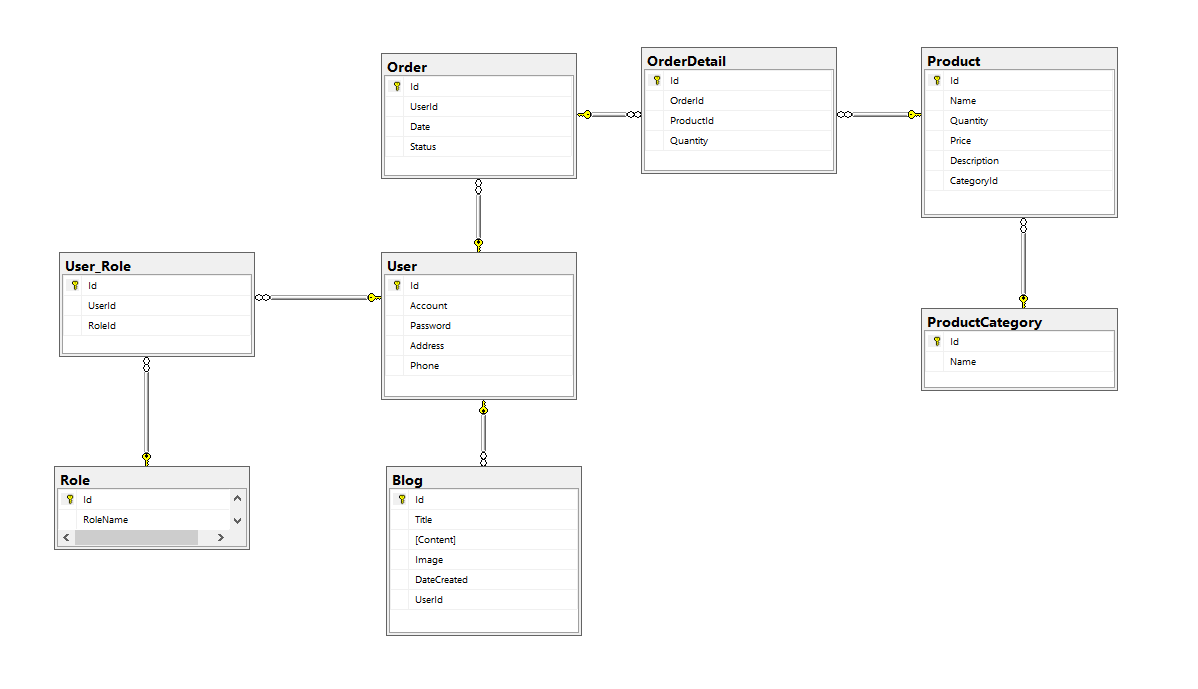 Order
Id
UserId
Date
Status
OrderDetail
Id
OrderId
ProductId
Quantity
Product
Id
Name
Quantity
Price
Description
CategoryId
User_Role
Id
UserId
RoleId
User
Id
Account
Password
Address
Phone
ProductCategory
Id
Name
Role
Id
RoleName
Blog
Id
Title
[Content]
Image
DateCreated
UserId